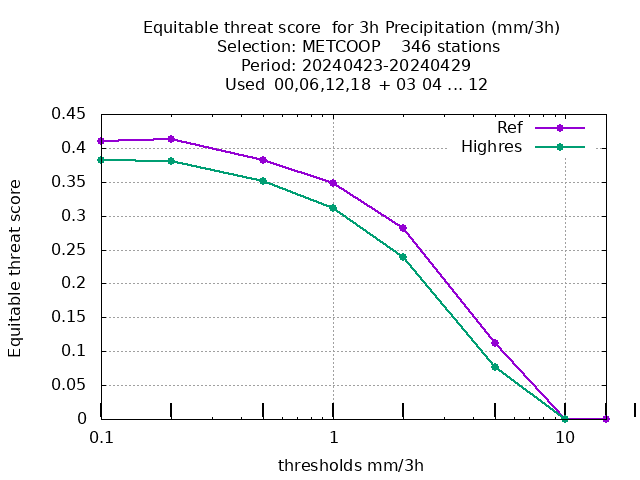 Equitable threat score  for 3h Precipitation (mm/3h)
Selection: METCOOP    346 stations
Period: 20240423-20240429
Used  00,06,12,18  + 03 04 ... 12
Ref
Highres
0.45
0.4
0.35
0.3
0.25
0.2
0.15
0.1
0.05
0
Equitable threat score
0.1 1 10
thresholds mm/3h